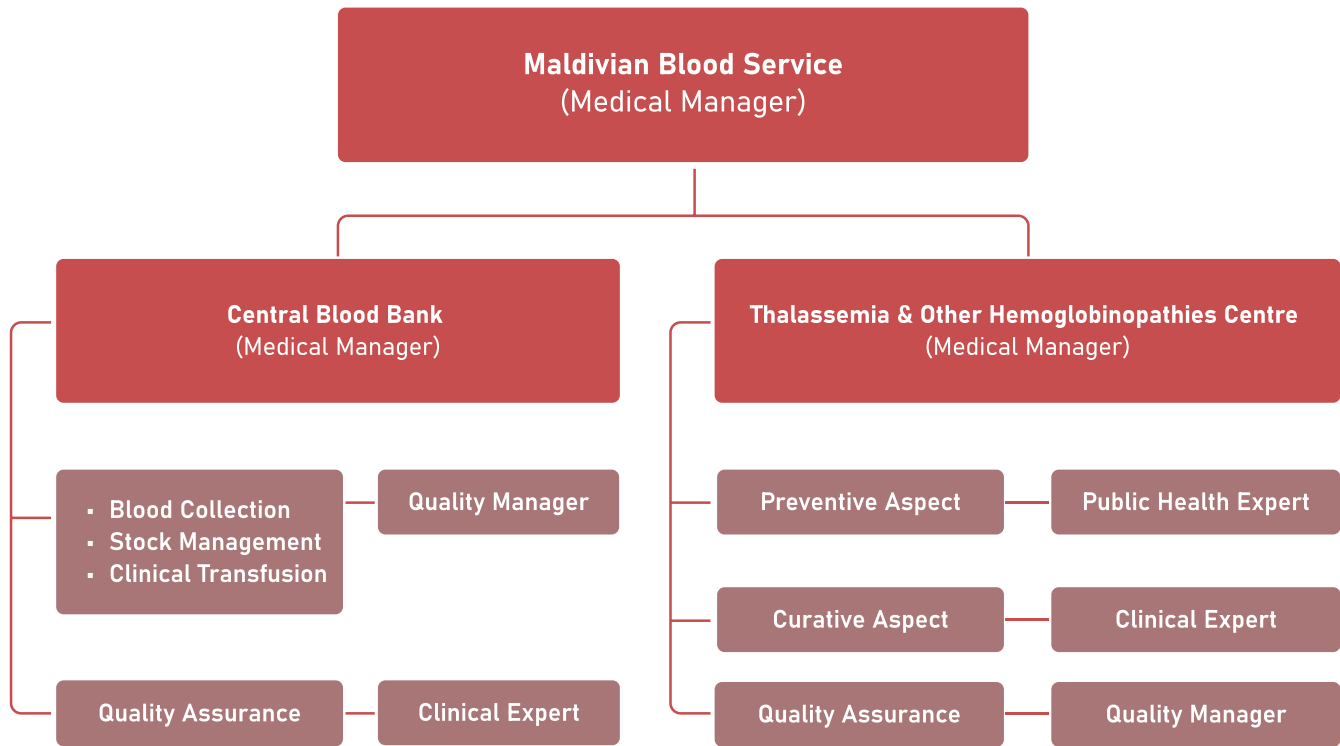 Maldivian Blood Service
(Medical Manager)
Central Blood Bank
(Medical Manager)
Thalassemia & Other Hemoglobinopathies Centre
(Medical Manager)
▪ Blood Collection
▪ Stock Management
▪ Clinical Transfusion
Quality Manager
Quality Assurance
Clinical Expert
Preventive Aspect
Public Health Expert
Curative Aspect
Clinical Expert
Quality Assurance
Quality Manager